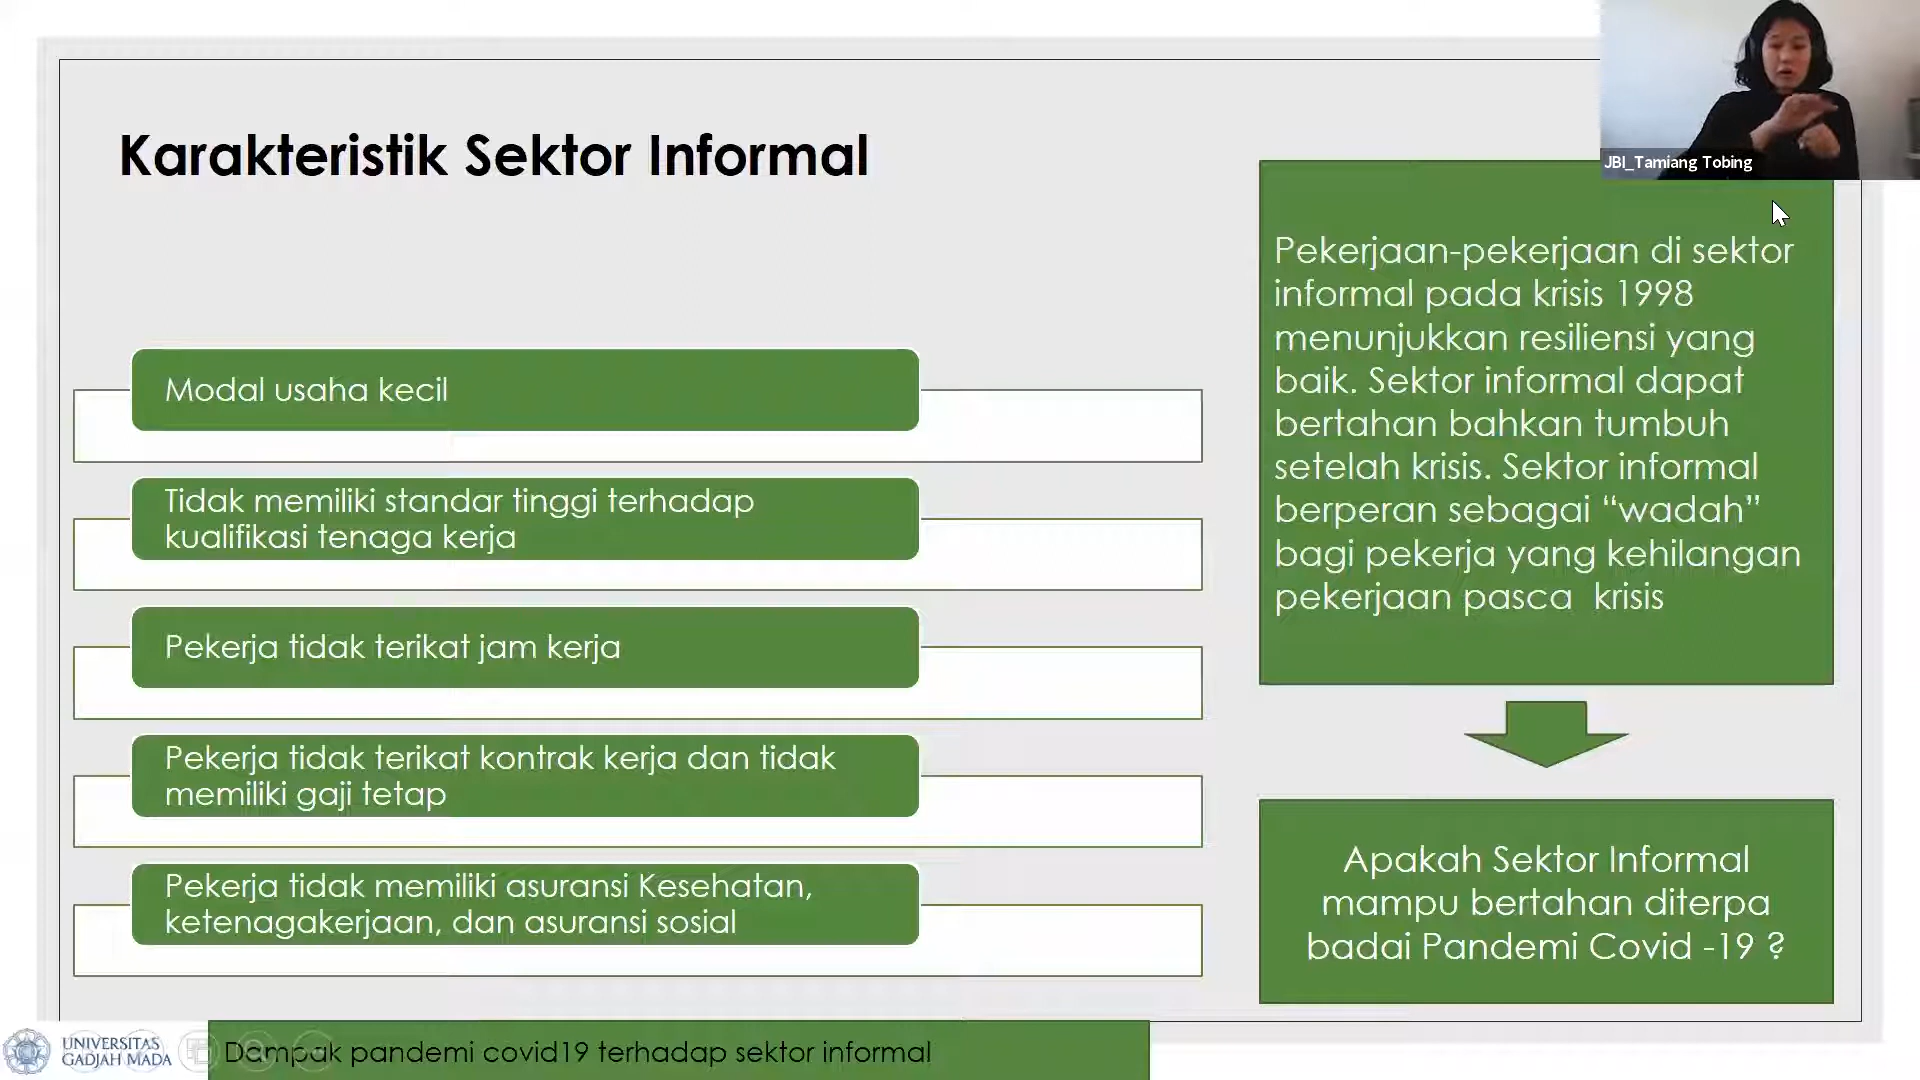 Karakteristik Sektor Informal
Modal usaha kecil
Tidak memiliki standar tinggi terhadap
kualifikasi tenaga kerja
Pekerja tidak terikat jam kerja
Pekerja tidak terikat kontrak kerja dan tidak
memiliki gaji tetap
Pekerja tidak memiliki asuransi Kesehatan,
ketenagakerjaan, dan asuransi sosial
JBI_Tamiang Tobing
Pekerjaan-pekerjaan di sektor
informal pada krisis 1998
menunjukkan resiliensi yang
baik. Sektor informal dapat
bertahan bahkan tumbuh
setelah krisis. Sektor informal
berperan sebagai “wadah”
bagi pekerja yang kehilangan
pekerjaan pasca  krisis
Apakah Sektor Informal
mampu bertahan diterpa
badai Pandemi Covid -19 ?
UNIVERSITAS
GADJAH MADA
Dampak pandemi covid19 terhadap sektor informal